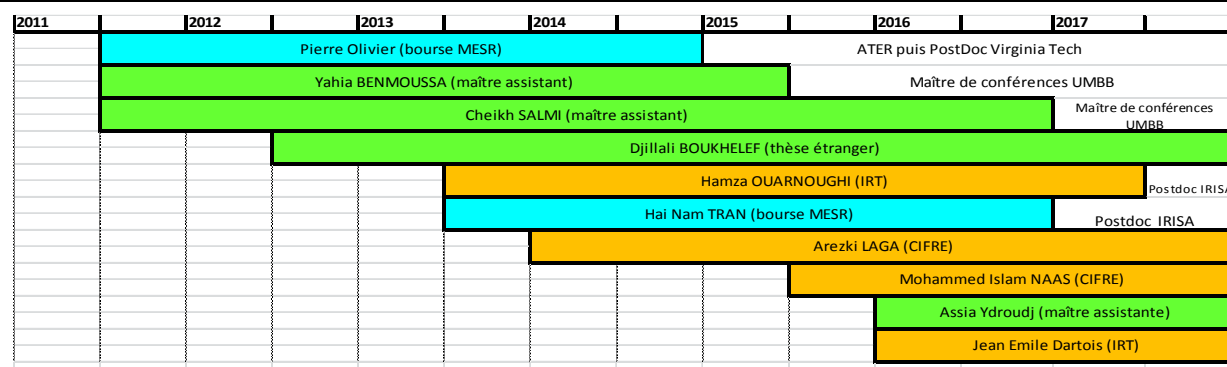 2011 2012 2013 2014 2015 2016 2017
Pierre Olivier (bourse MESR) ATER puis PostDoc Virginia Tech
Yahia BENMOUSSA (maître assistant) Maître de conférences UMBB
Cheikh SALMI (maître assistant) Maître de conférences
UMBB
Djillali BOUKHELEF (thèse étranger)
Hamza OUARNOUGHI (IRT) Postdoc IRISA
Hai Nam TRAN (bourse MESR) Postdoc IRISA
Arezki LAGA (CIFRE)
Mohammed Islam NAAS (CIFRE)
Assia Ydroudj (maître assistante)
Jean Emile Dartois (IRT)